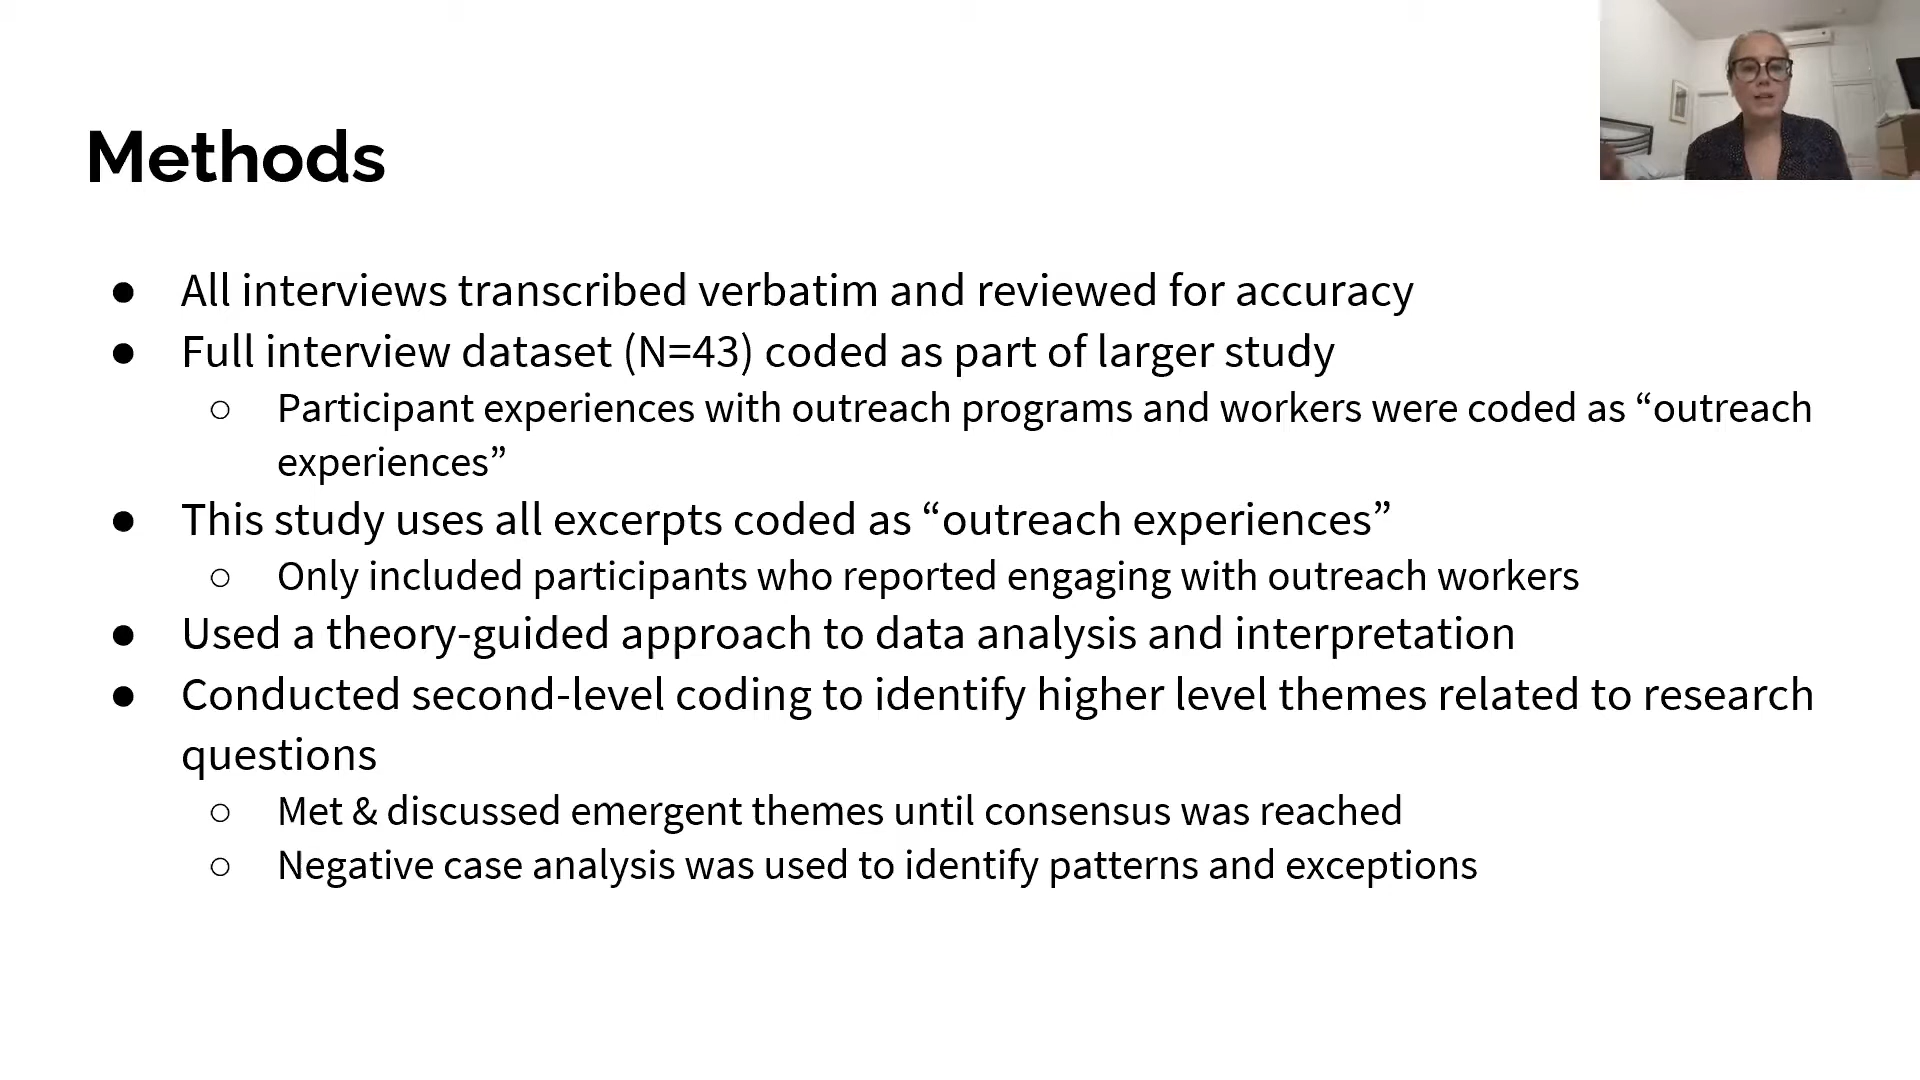 Methods
● All interviews transcribed verbatim and reviewed for accuracy
● Full interview dataset (N=43) coded as part of larger study
○ Participant experiences with outreach programs and workers were coded as “outreach
experiences”
● This study uses all excerpts coded as “outreach experiences”
○ Only included participants who reported engaging with outreach workers
● Used a theory-guided approach to data analysis and interpretation
● Conducted second-level coding to identify higher level themes related to research
questions
○ Met & discussed emergent themes until consensus was reached
○ Negative case analysis was used to identify patterns and exceptions